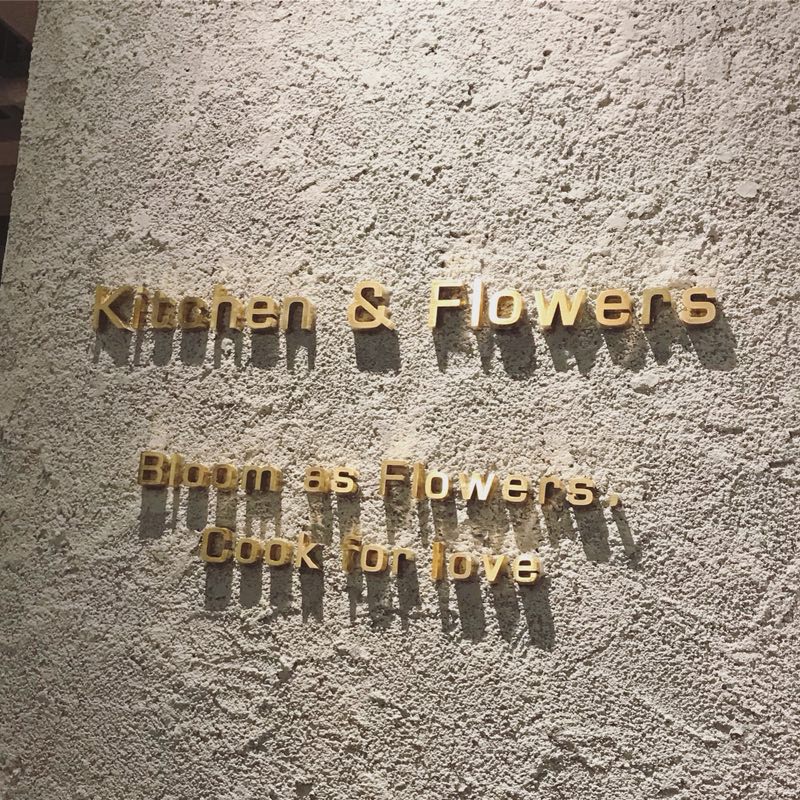 Kitchen & Flowers
Bloom as Flowers,
Cook for love